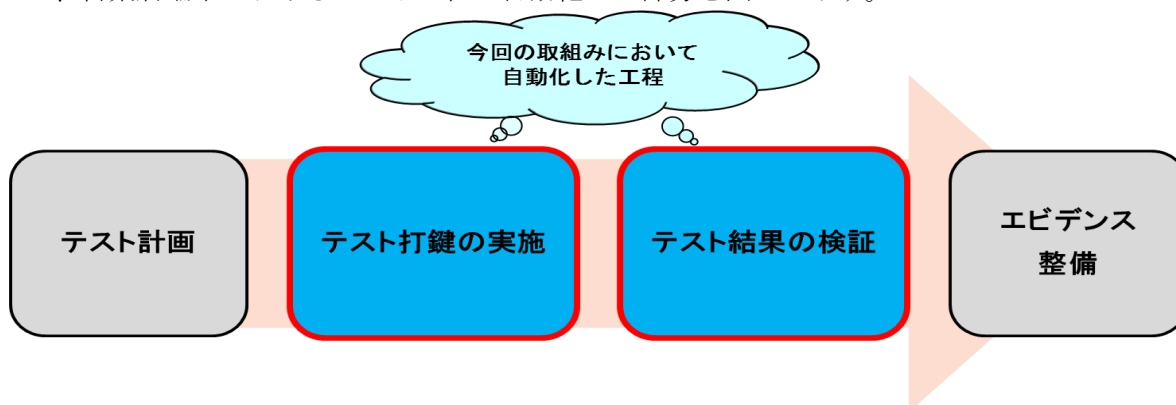 今回の取組みにおいて
自動化した工程
テスト計画
テスト打鍵の実施
テスト結果の検証
エビデンス
整備